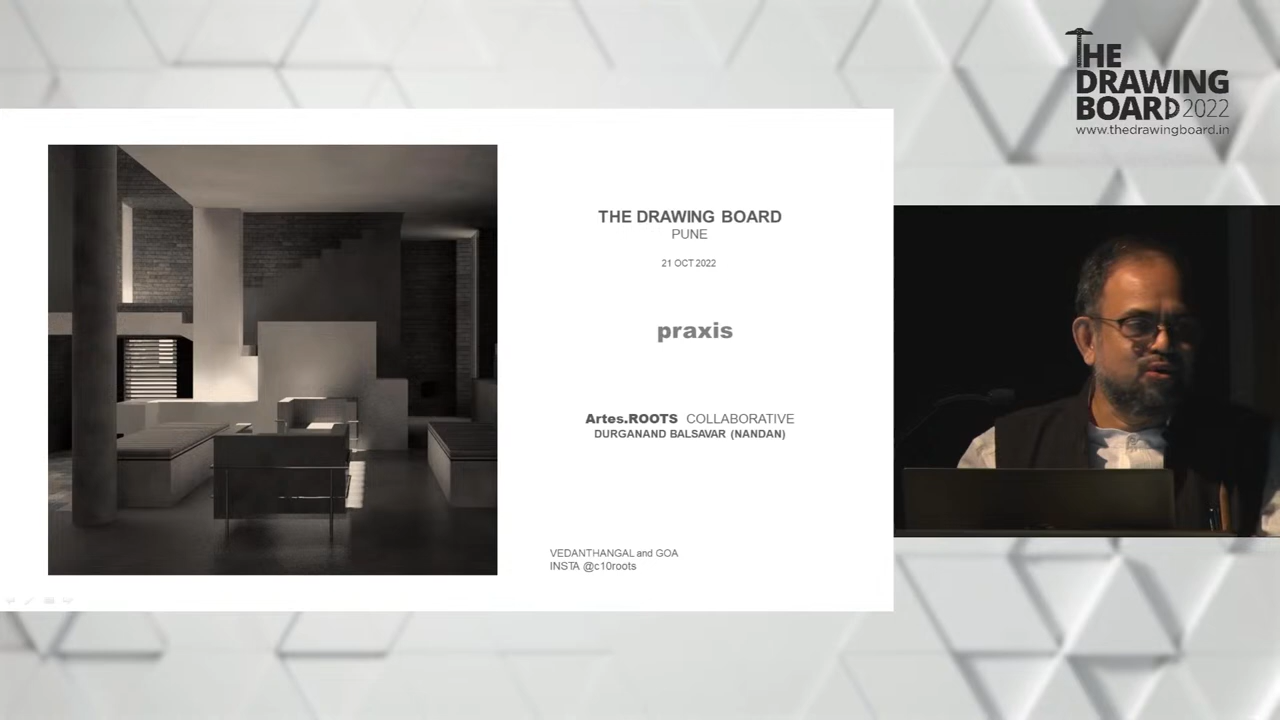 THE
DRAWING
BOARD 2022
www.thedrawingboard.in
THE DRAWING BOARD
PUNE
21 OCT 2022
praxis
Artes.ROOTS COLLABORATIVE
DURGANAND BALSAVAR (NANDAN)
VEDANTHANGAL and GOA
INSTA @c10roots